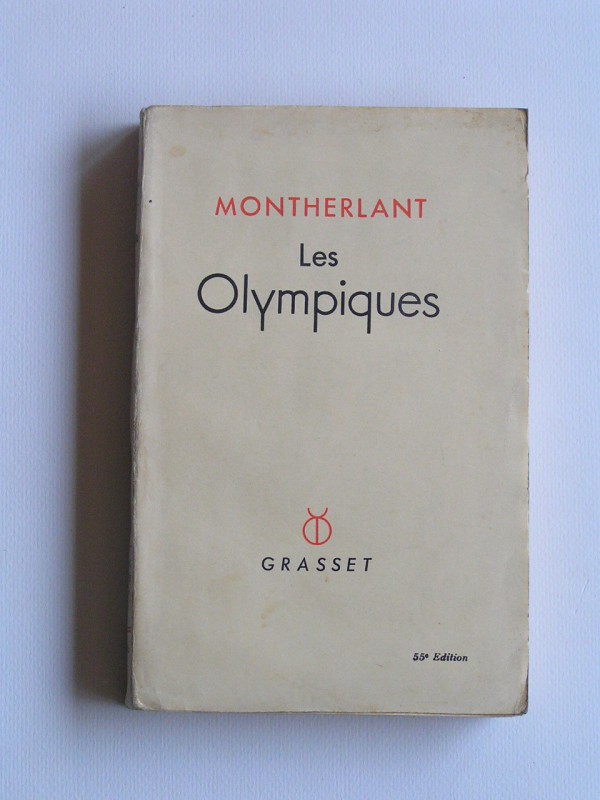 MONTHERLANT
Les
Olympiques
GRASSET
55e Edition